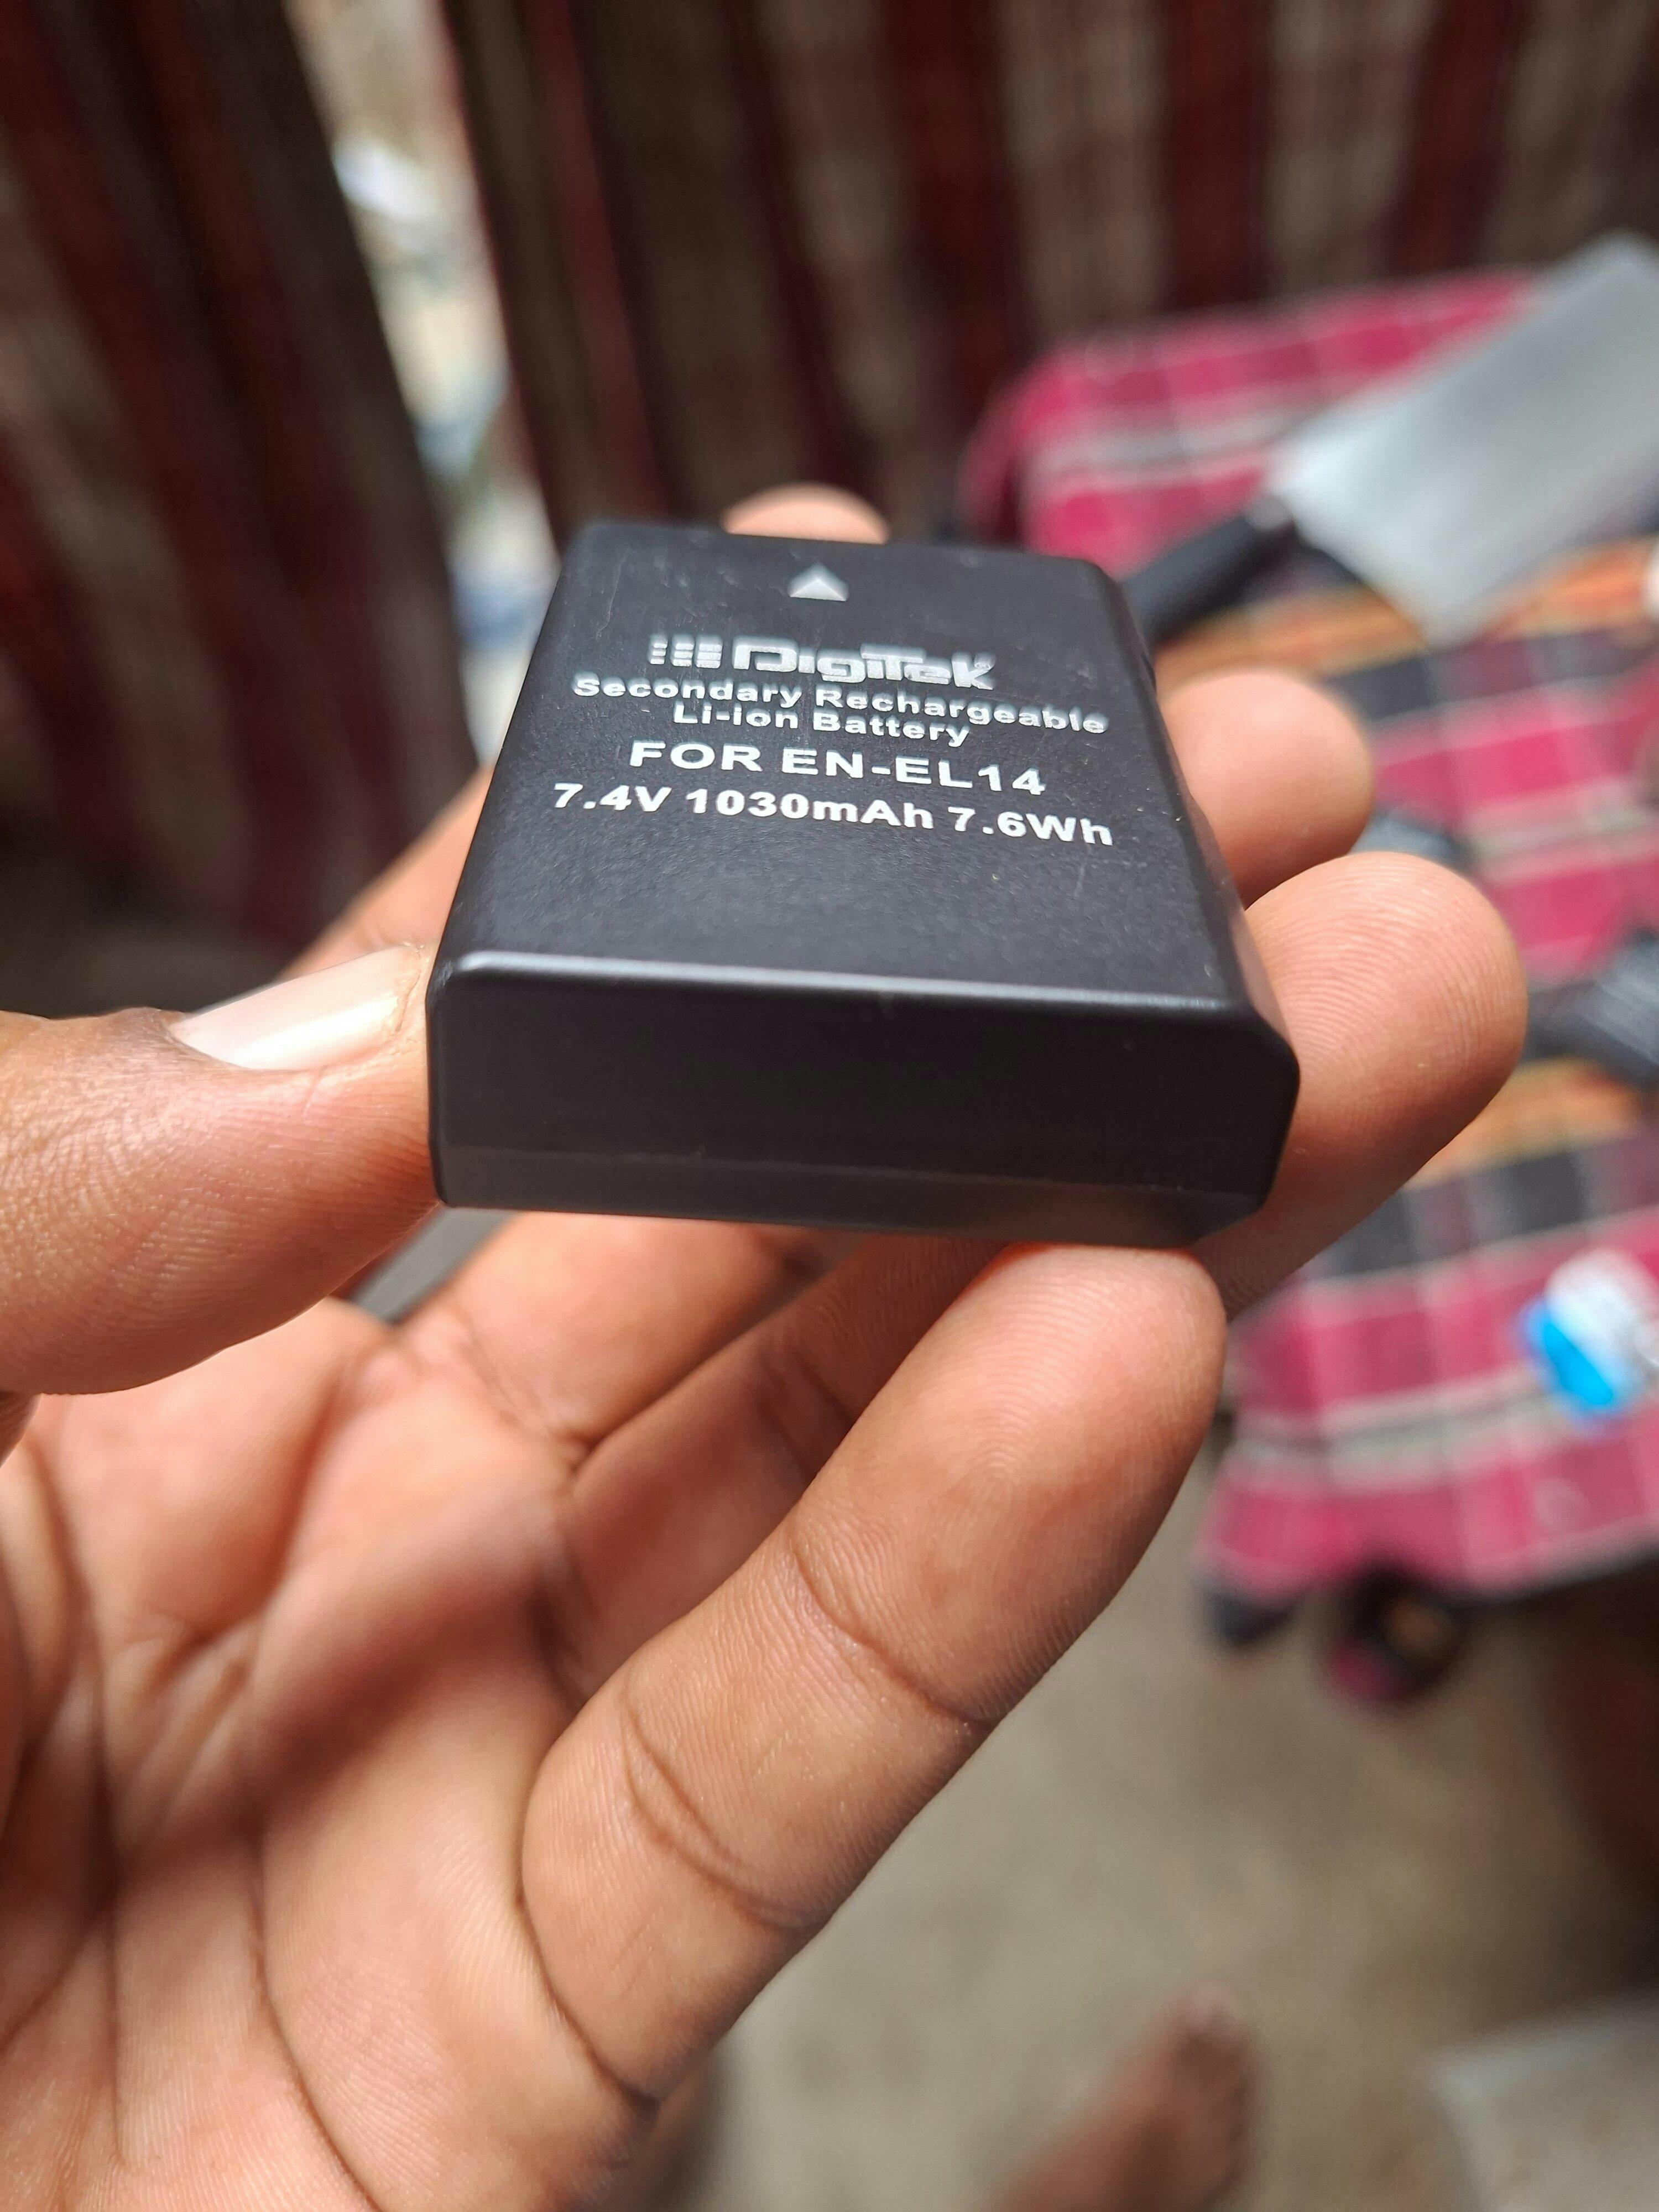 DigiTek
Secondary Rechargeable
Li-ion Battery
FOR EN-EL14
7.4V 1030mAh 7.6Wh